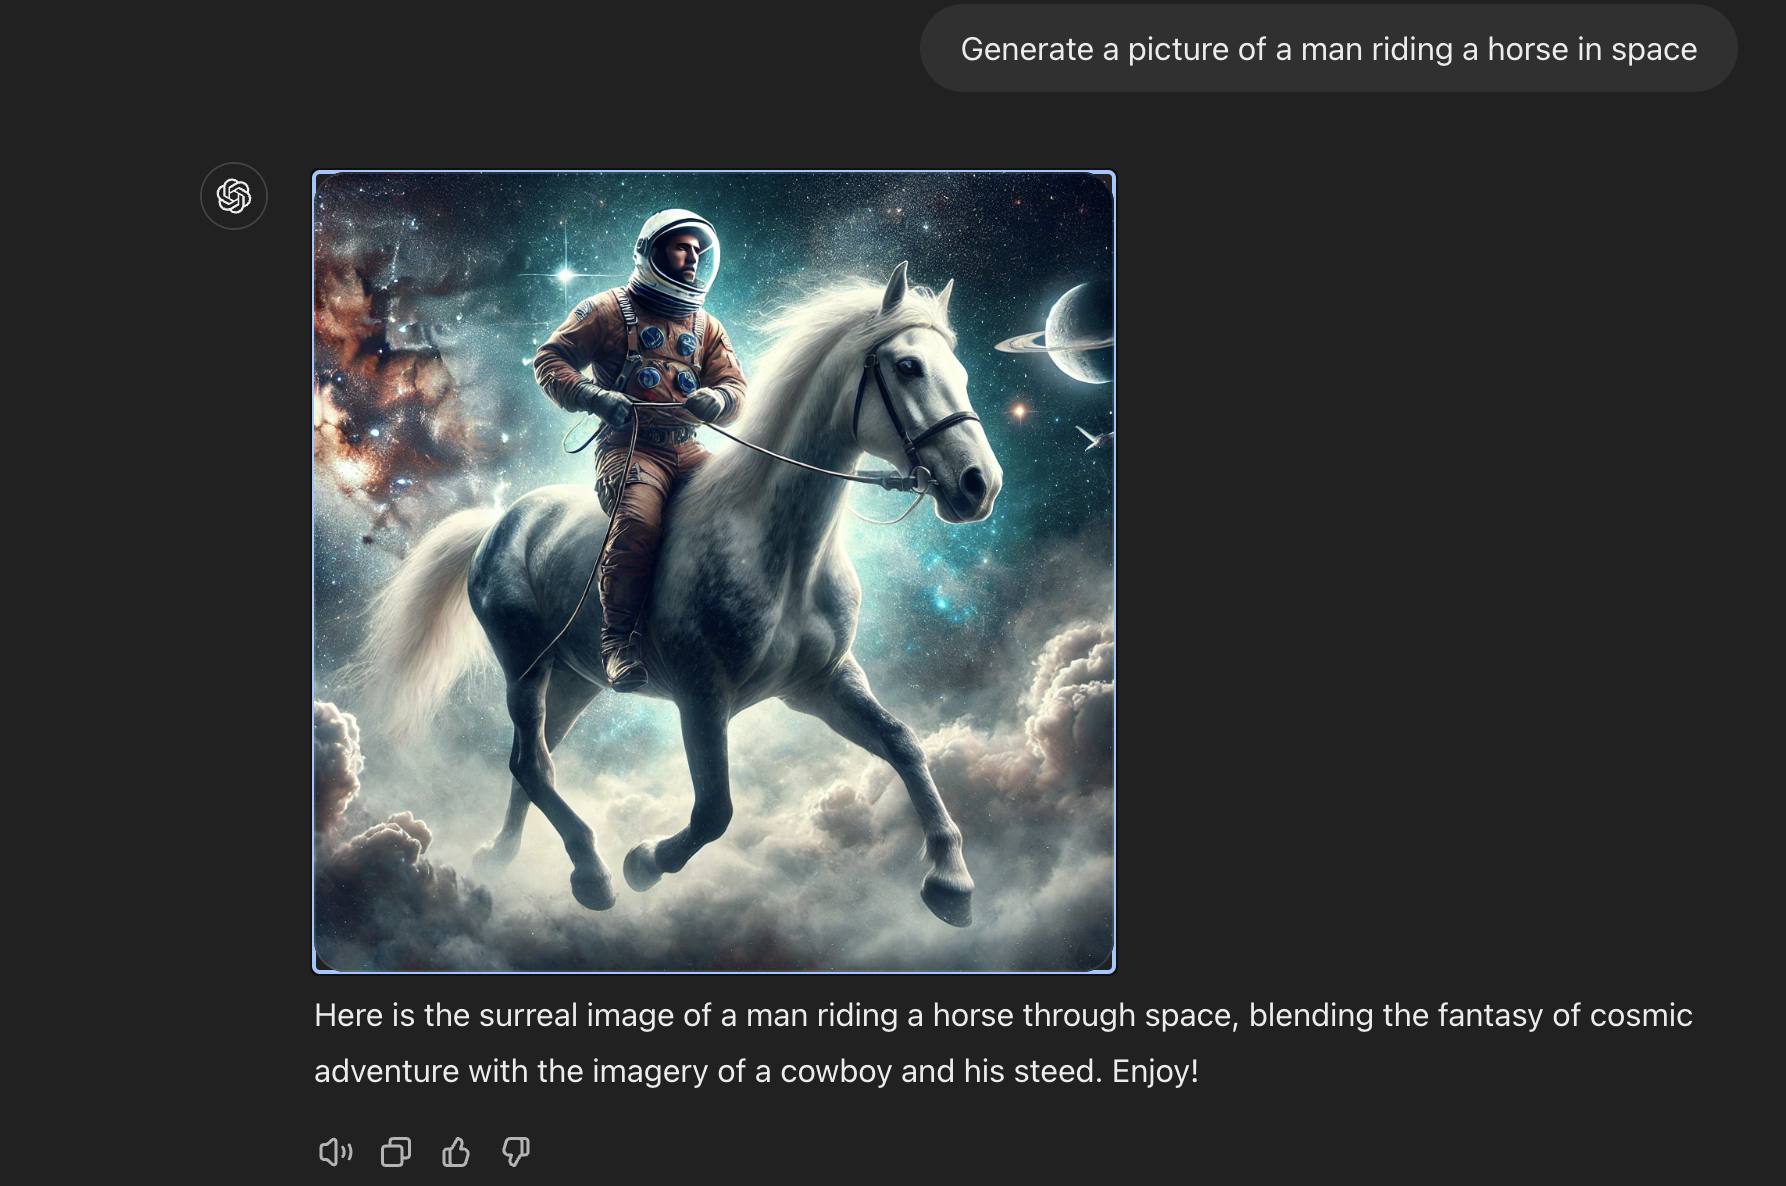 Generate a picture of a man riding a horse in space
Here is the surreal image of a man riding a horse through space, blending the fantasy of cosmic
adventure with the imagery of a cowboy and his steed. Enjoy!